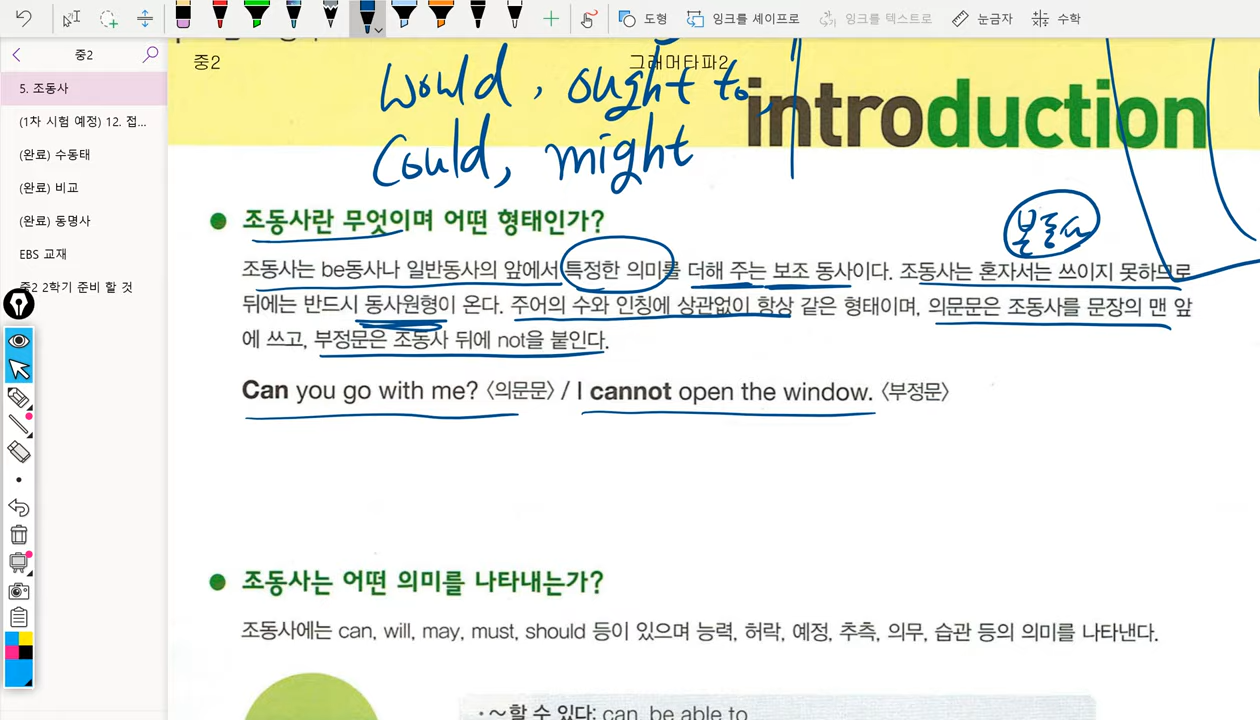 도형 잉크를 셰이프로 잉크를 텍스트로 눈금자 수학
중2
5. 조동사
(1차 시험 예정) 12. 접...
(완료) 수동태
(완료) 비교
(완료) 동명사
EBS 교재
중2 2학기 준비 할 것
중2 그래머타파2
would, ought to,
could, might
introduction
본동사
조동사란 무엇이며 어떤 형태인가?
조동사는 be동사나 일반동사의 앞에서 특정한 의미를 더해 주는 보조 동사이다. 조동사는 혼자서는 쓰이지 못하므로
뒤에는 반드시 동사원형이 온다. 주어의 수와 인칭에 상관없이 항상 같은 형태이며, 의문문은 조동사를 문장의 맨 앞
에 쓰고, 부정문은 조동사 뒤에 not을 붙인다.
Can you go with me? 〈의문문〉 / I cannot open the window. 〈부정문〉
조동사는 어떤 의미를 나타내는가?
조동사에는 can, will, may, must, should 등이 있으며 능력, 허락, 예정, 추측, 의무, 습관 등의 의미를 나타낸다.
· ~할 수 있다: can, be able to